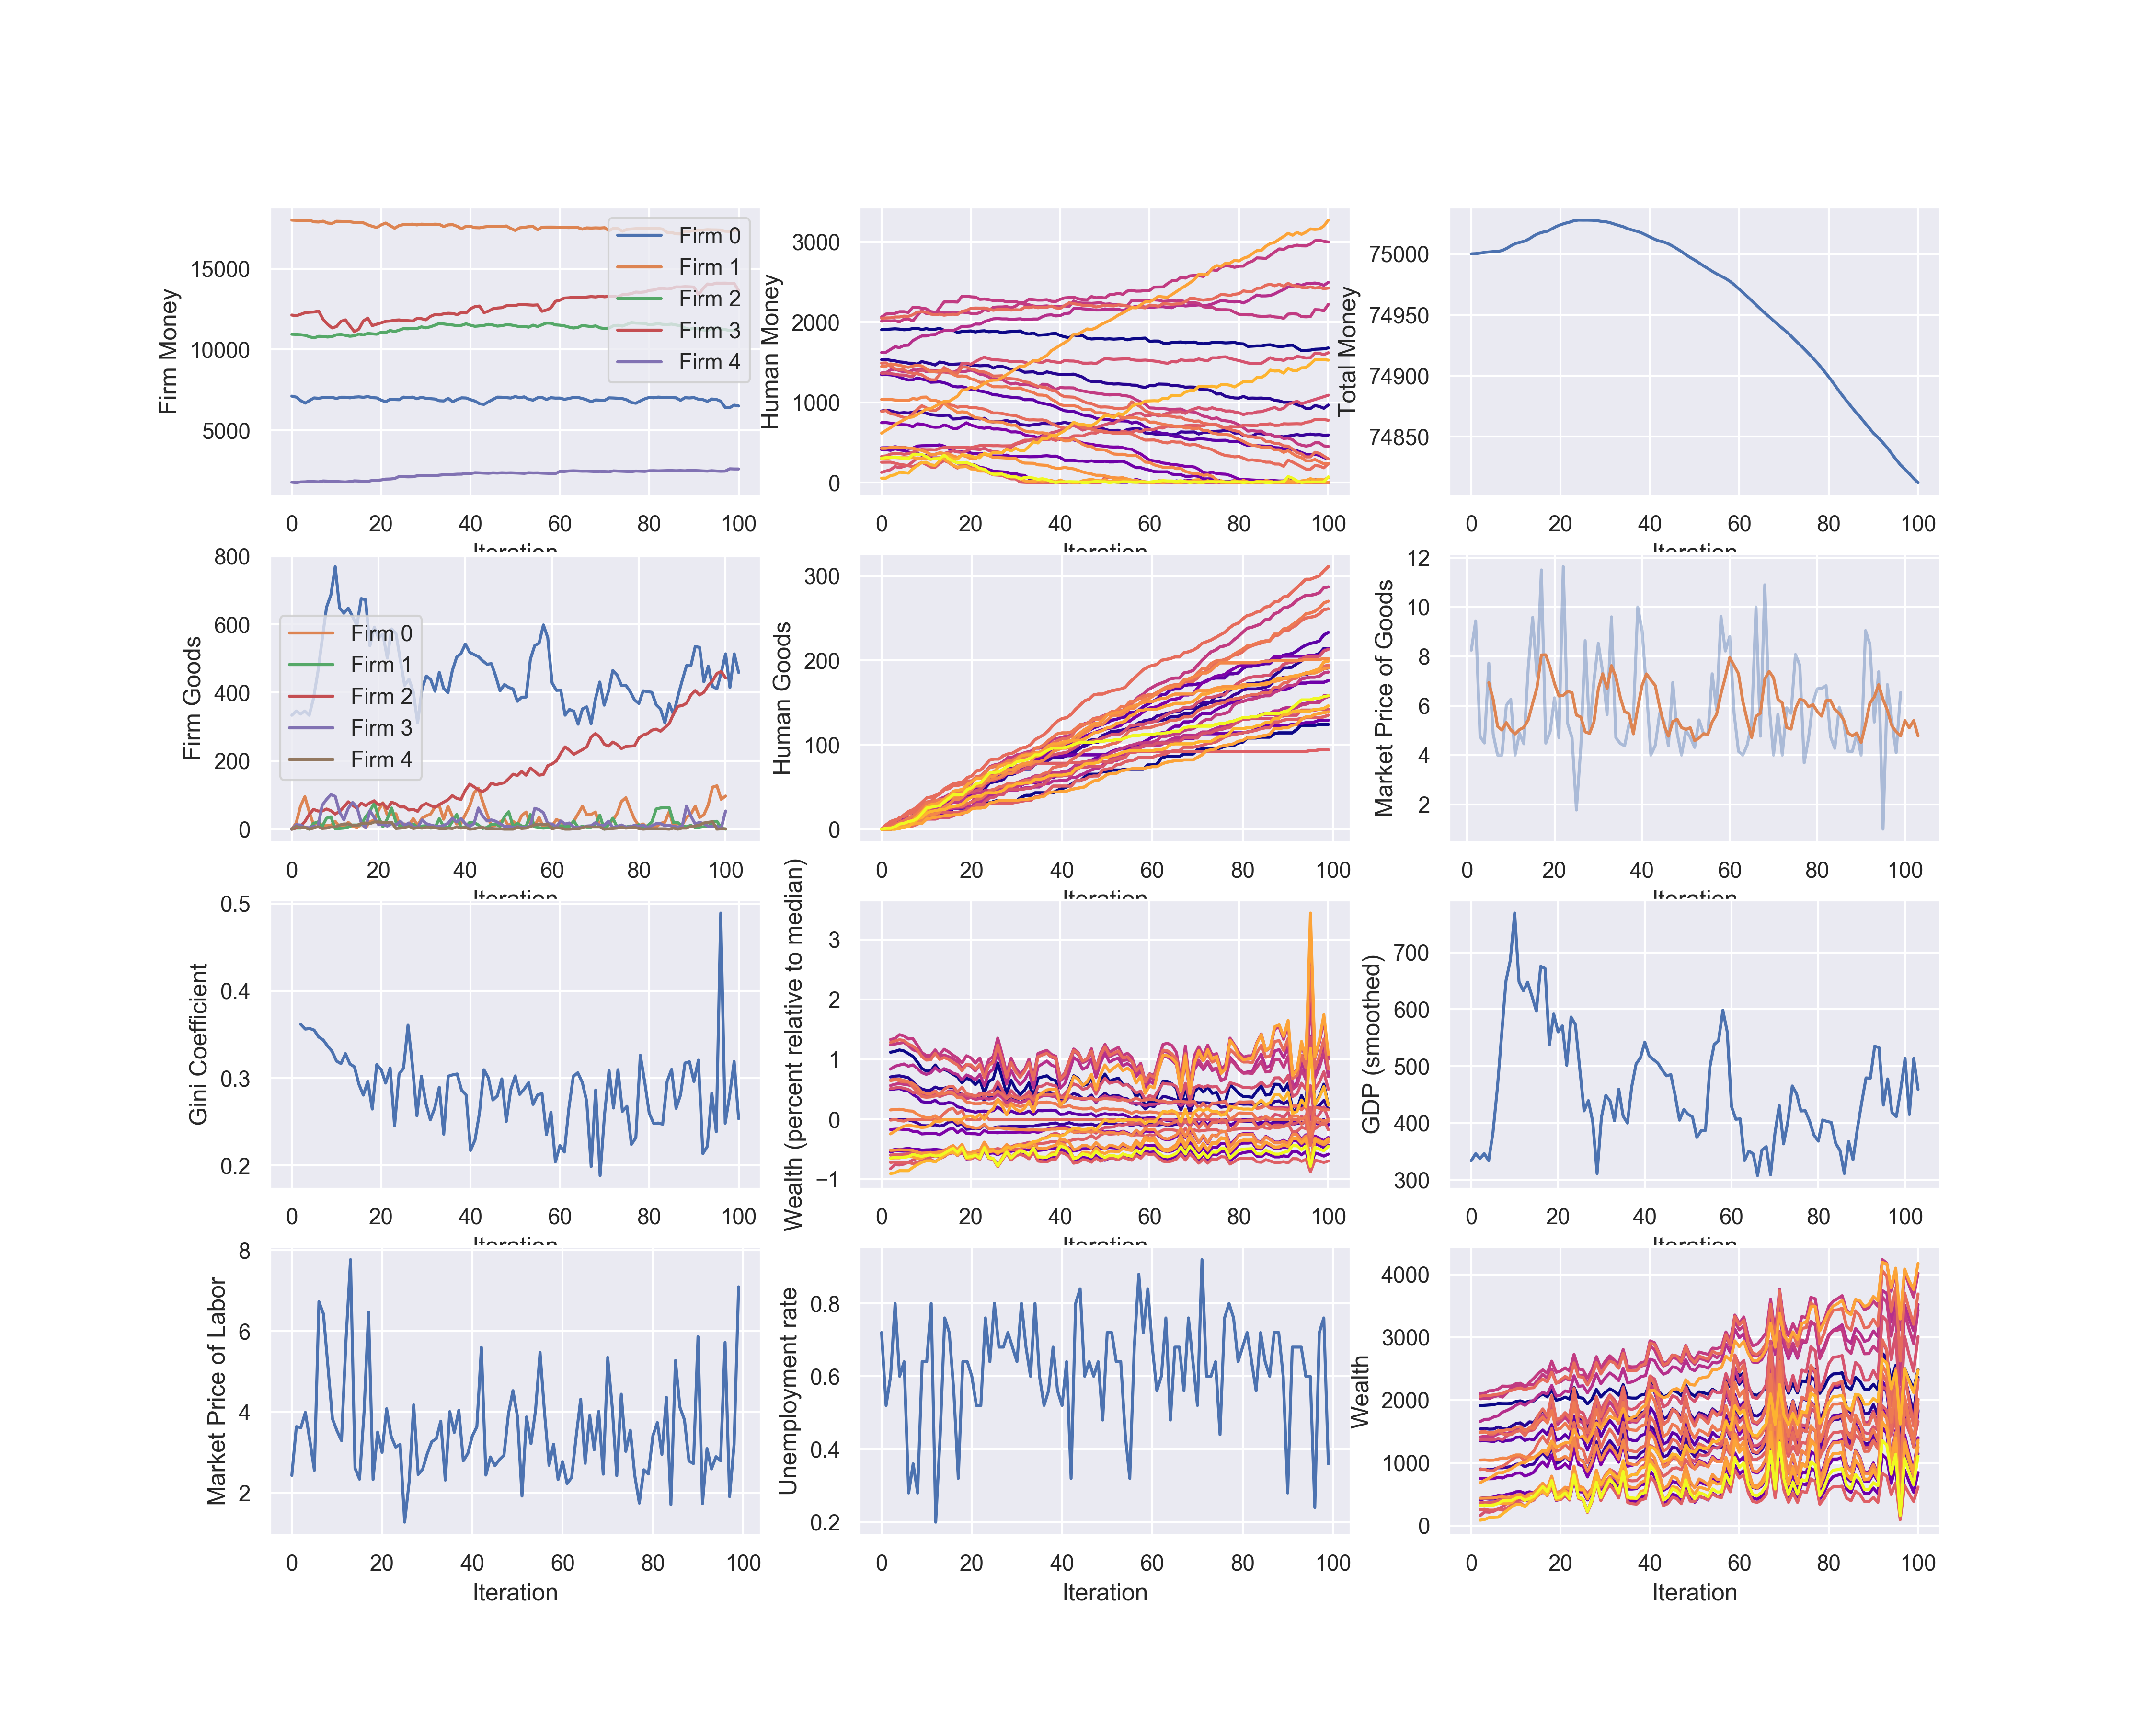 Firm Money
15000
10000
5000
0 20 40 60 80 100
Iteration
Firm 0
Firm 1
Firm 2
Firm 3
Firm 4
Human Money
3000
2000
1000
0
0 20 40 60 80 100
Iteration
Total Money
75000
74950
74900
74850
0 20 40 60 80 100
Iteration
Firm Goods
800
600
400
200
0
0 20 40 60 80 100
Iteration
Firm 0
Firm 1
Firm 2
Firm 3
Firm 4
Human Goods
300
200
100
0
0 20 40 60 80 100
Iteration
Market Price of Goods
12
10
8
6
4
2
0 20 40 60 80 100
Iteration
Gini Coefficient
0.5
0.4
0.3
0.2
0 20 40 60 80 100
Iteration
Wealth (percent relative to median)
3
2
1
0
−1
0 20 40 60 80 100
Iteration
GDP (smoothed)
700
600
500
400
300
0 20 40 60 80 100
Iteration
Market Price of Labor
8
6
4
2
0 20 40 60 80 100
Iteration
Unemployment rate
0.8
0.6
0.4
0.2
0 20 40 60 80 100
Iteration
Wealth
4000
3000
2000
1000
0
0 20 40 60 80 100
Iteration